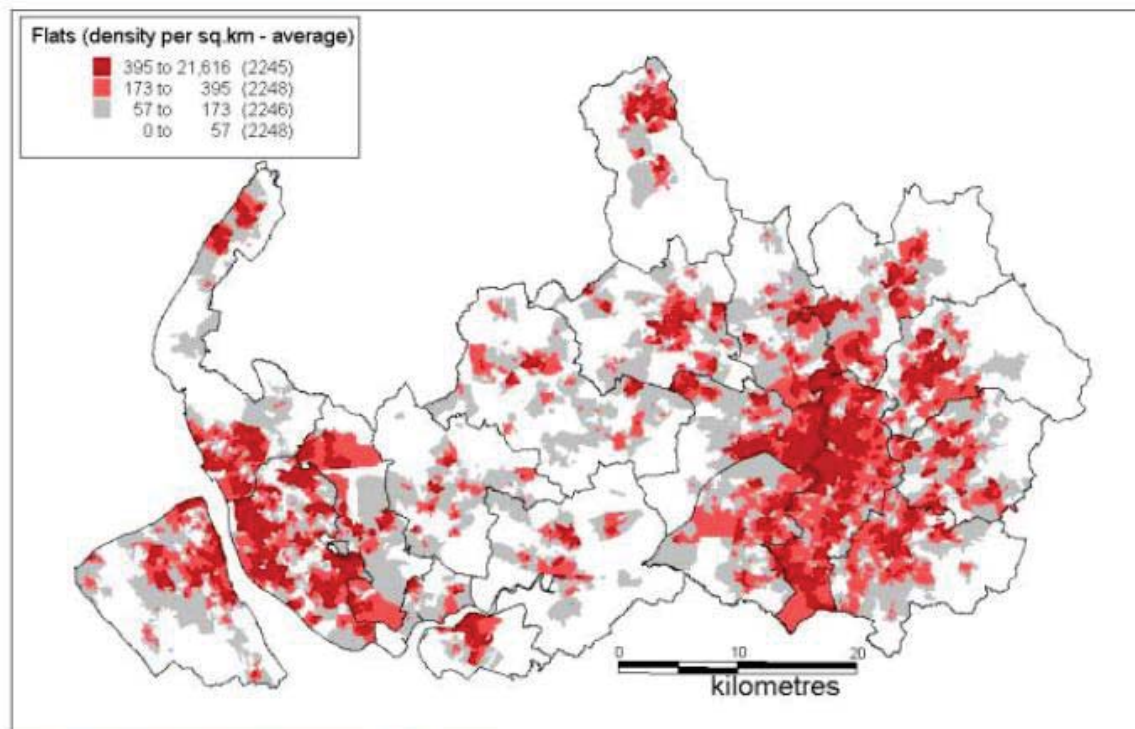 Flats (density per sq.km - average)
395 to 21,616 (2245)
173 to 395 (2248)
57 to 173 (2246)
0 to 57 (2248)
0 10 20
kilometres